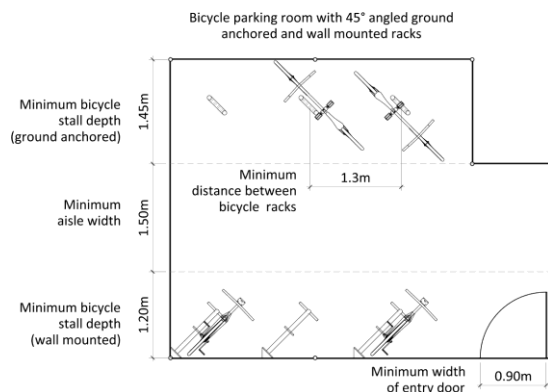 Bicycle parking room with 45° angled ground
anchored and wall mounted racks
Minimum bicycle
stall depth
(ground anchored)
1.45m
Minimum
distance between
bicycle racks
1.3m
Minimum
aisle width
1.50m
Minimum bicycle
stall depth
(wall mounted)
1.20m
Minimum width
of entry door
0.90m